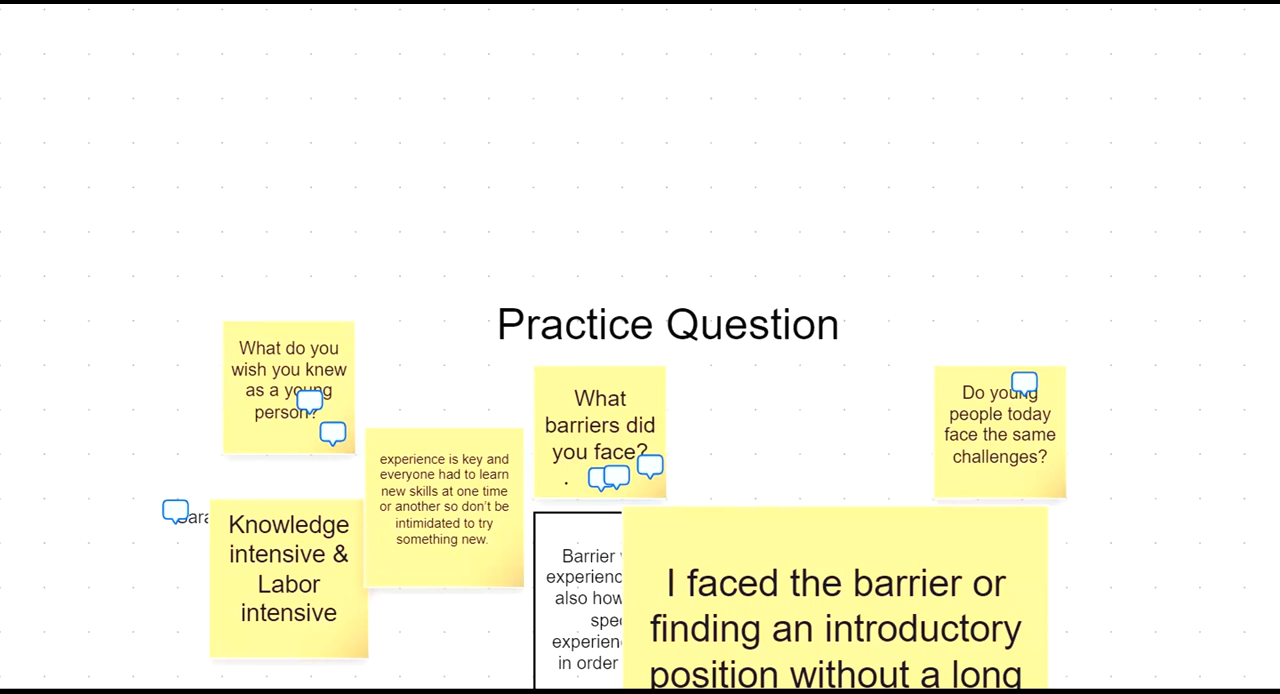 Practice Question
What do you
wish you knew
as a young
person?
What
barriers did
you face?
.
Do young
people today
face the same
challenges?
experience is key and
everyone had to learn
new skills at one time
or another so don't be
intimidated to try
something new.
Knowledge
intensive &
Labor
intensive
Barrier
also how
in order
I faced the barrier or
finding an introductory
position without a long